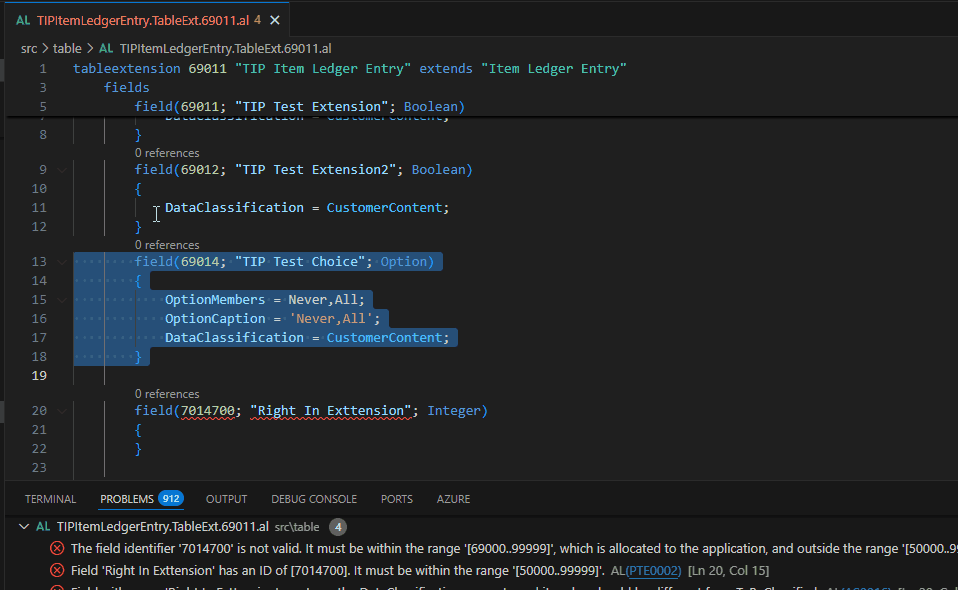 AL TIPItemLedgerEntry.TableExt.69011.al 4
src > table > AL TIPItemLedgerEntry.TableExt.69011.al
1 tableextension 69011 "TIP Item Ledger Entry" extends "Item Ledger Entry"
3 fields
5 field(69011; "TIP Test Extension"; Boolean)
DataClassification = CustomerContent;
8 }
0 references
9 field(69012; "TIP Test Extension2"; Boolean)
10 {
11 DataClassification = CustomerContent;
12 }
0 references
13 field(69014; "TIP Test Choice"; Option)
14 {
15 OptionMembers = Never,All;
16 OptionCaption = 'Never,All';
17 DataClassification = CustomerContent;
18 }
19
0 references
20 field(7014700; "Right In Exttension"; Integer)
21 {
22 }
23
TERMINAL PROBLEMS 912 OUTPUT DEBUG CONSOLE PORTS AZURE
AL TIPItemLedgerEntry.TableExt.69011.al src\table 4
The field identifier '7014700' is not valid. It must be within the range '[69000..99999]', which is allocated to the application, and outside the range '[50000..9
Field 'Right In Exttension' has an ID of [7014700]. It must be within the range '[50000..99999]'. AL(PTE0002) [Ln 20, Col 15]